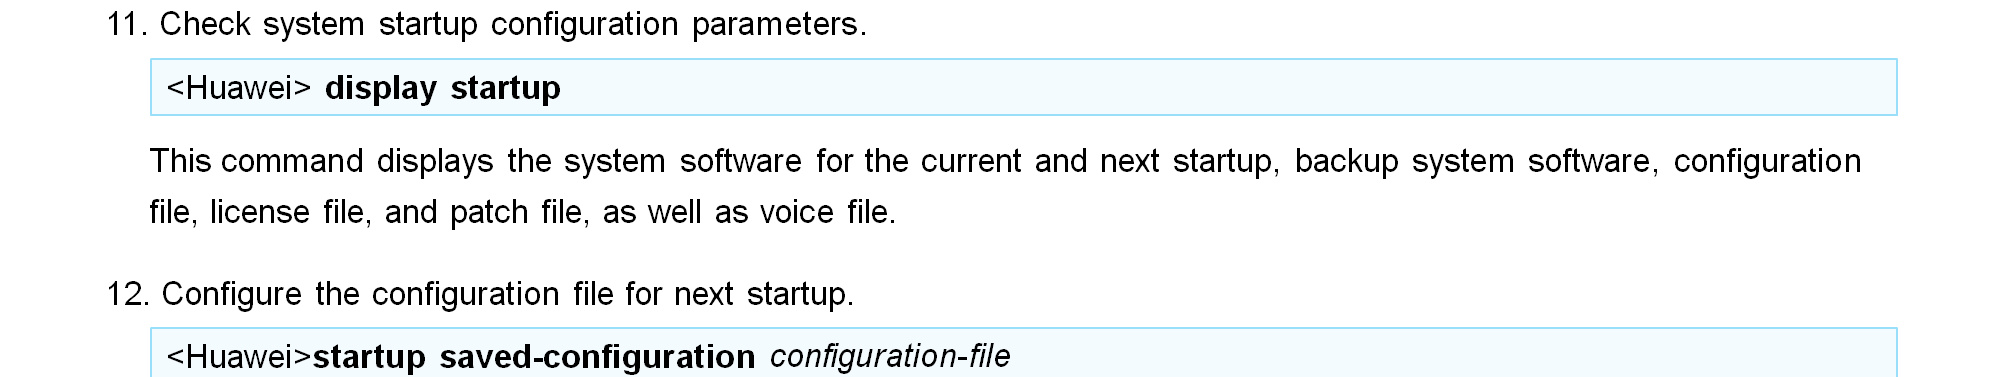 11. Check system startup configuration parameters.
<Huawei> display startup
This command displays the system software for the current and next startup, backup system software, configuration
file, license file, and patch file, as well as voice file.
12. Configure the configuration file for next startup.
<Huawei>startup saved-configuration configuration-file